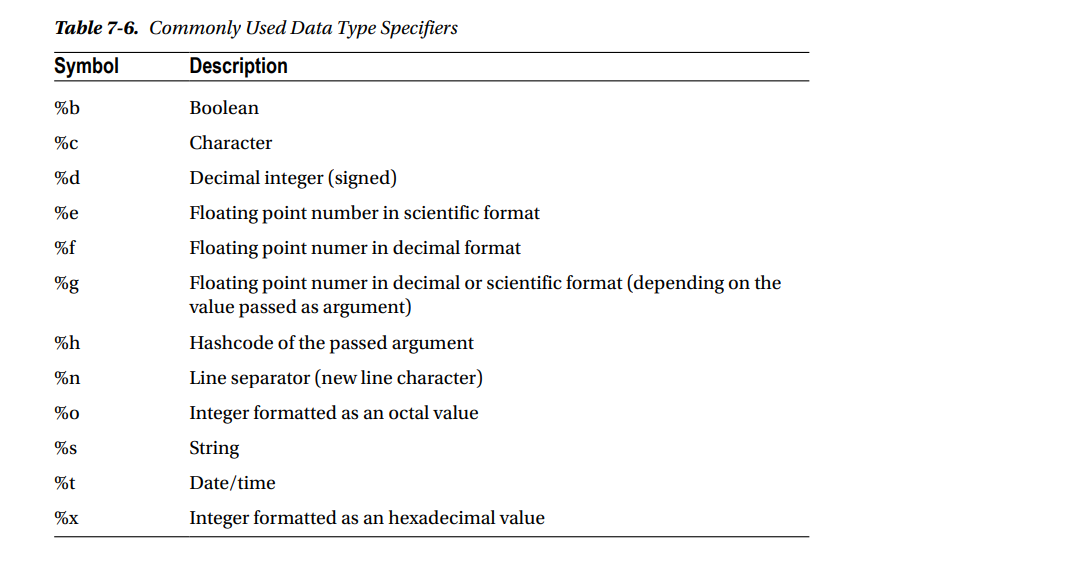 Table 7-6. Commonly Used Data Type Specifiers
Symbol Description
%b Boolean
%c Character
%d Decimal integer (signed)
%e Floating point number in scientific format
%f Floating point numer in decimal format
%g Floating point numer in decimal or scientific format (depending on the
value passed as argument)
%h Hashcode of the passed argument
%n Line separator (new line character)
%o Integer formatted as an octal value
%s String
%t Date/time
%x Integer formatted as an hexadecimal value